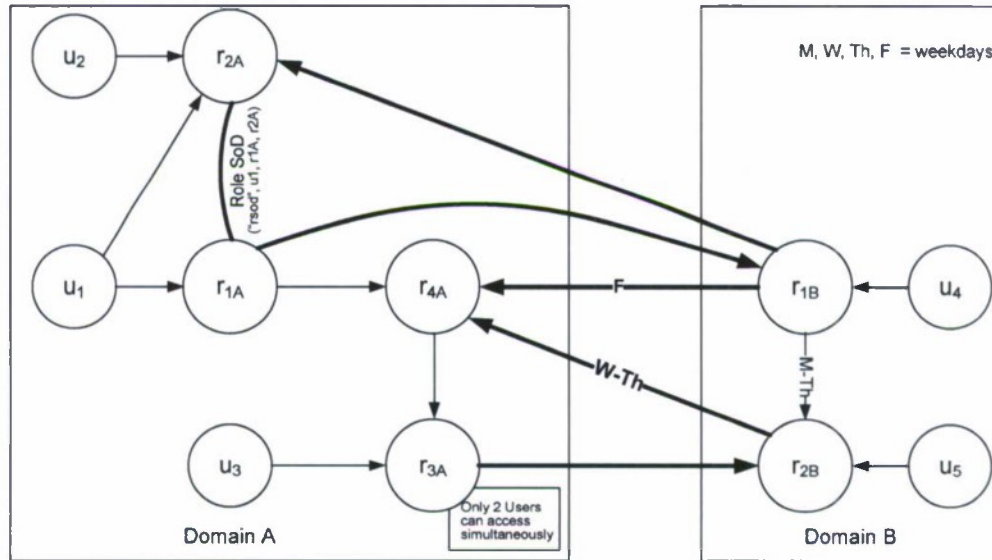 u2
r2A
M, W, Th, F = weekdays
Role SoD
("rsod", u1, r1A, r2A)
u1
r1A
r4A
F
r1B
u4
W-Th
M-Th
u3
r3A
r2B
u5
Only 2 Users
can access
simultaneously
Domain A
Domain B